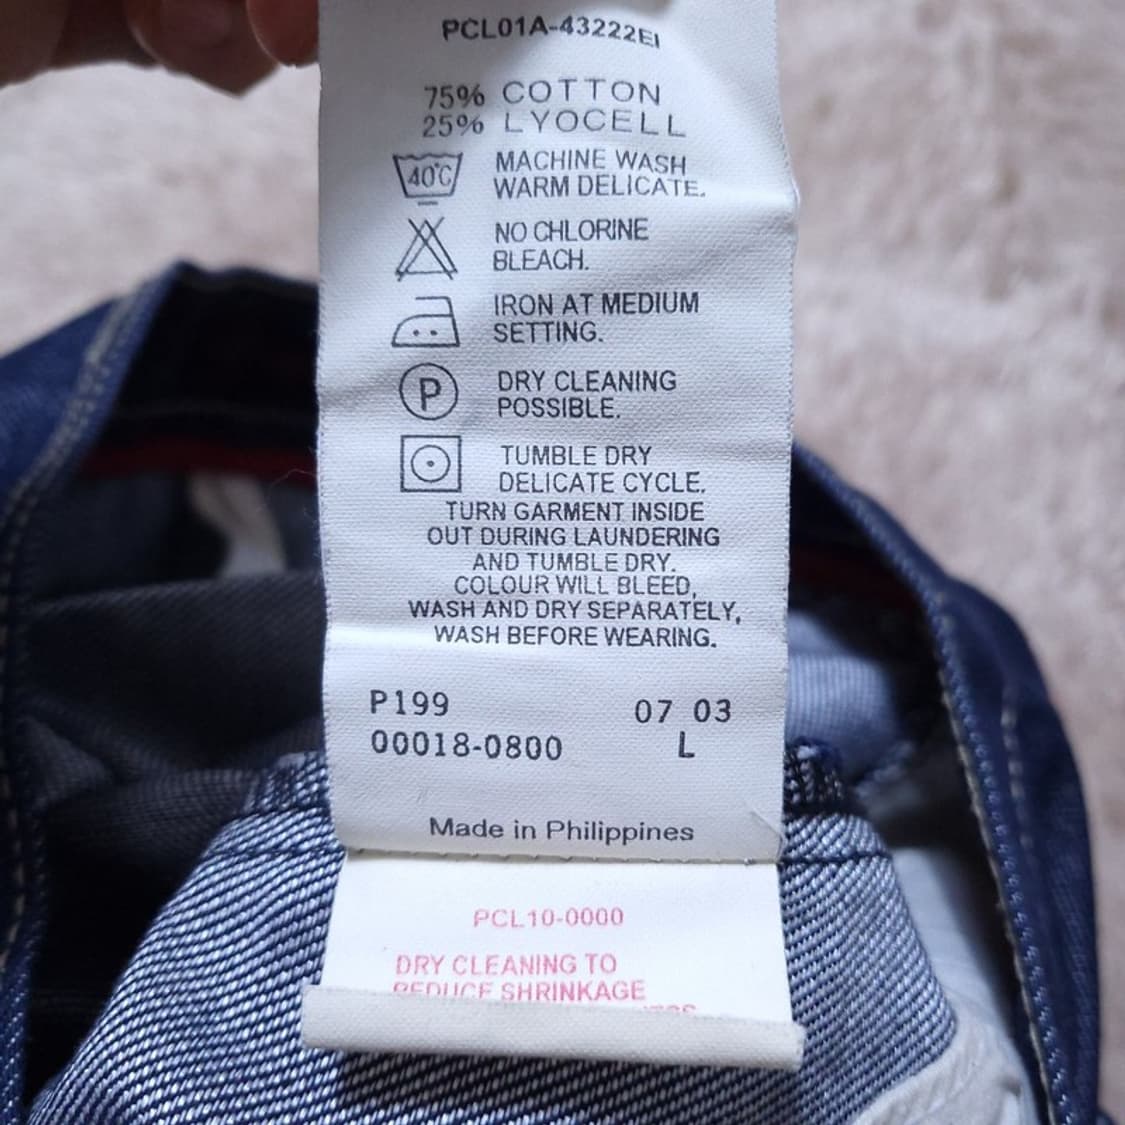 PCL01A-43222EI
75% COTTON
25% LYOCELL
40°C
MACHINE WASH
WARM DELICATE.
NO CHLORINE
BLEACH.
IRON AT MEDIUM
SETTING.
P
DRY CLEANING
POSSIBLE.
TUMBLE DRY
DELICATE CYCLE.
TURN GARMENT INSIDE
OUT DURING LAUNDERING
AND TUMBLE DRY.
COLOUR WILL BLEED,
WASH AND DRY SEPARATELY,
WASH BEFORE WEARING.
P199 07 03
00018-0800 L
Made in Philippines
PCL10-0000
DRY CLEANING TO
REDUCE SHRINKAGE